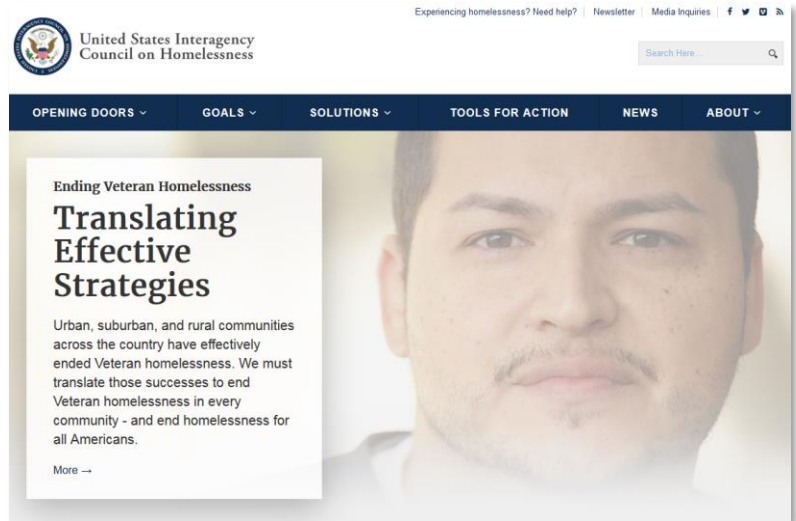 Experiencing homelessness? Need help? Newsletter Media Inquiries
United States Interagency
Council on Homelessness
Search Here...
OPENING DOORS GOALS SOLUTIONS TOOLS FOR ACTION NEWS ABOUT
Ending Veteran Homelessness
Translating
Effective
Strategies
Urban, suburban, and rural communities
across the country have effectively
ended Veteran homelessness. We must
translate those successes to end
Veteran homelessness in every
community - and end homelessness for
all Americans.
More →